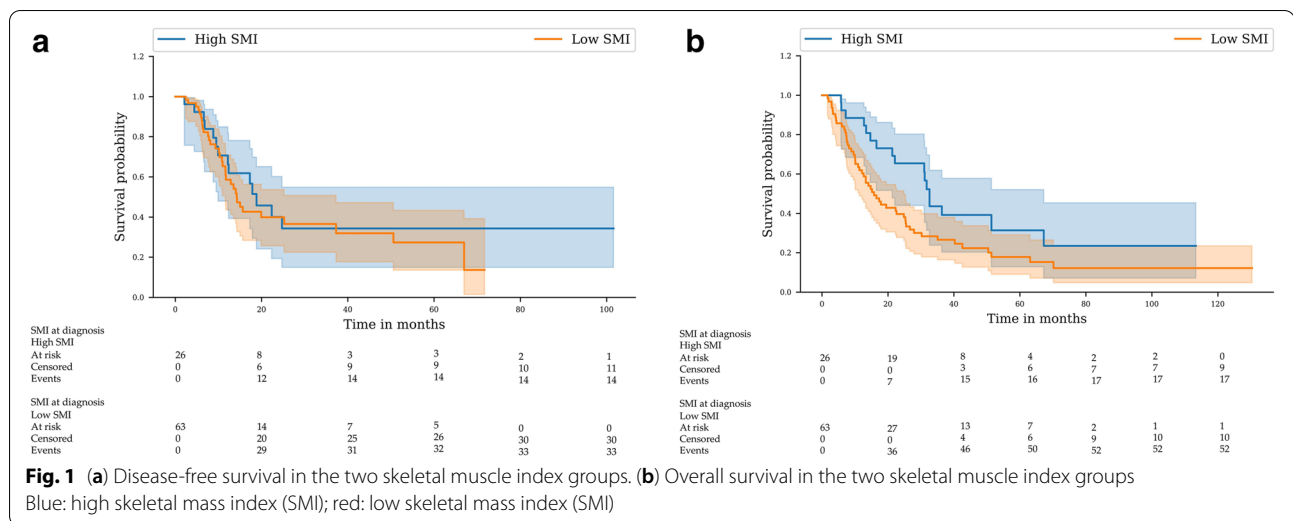 a
High SMI Low SMI
1.2
1.0
0.8
0.6
0.4
0.2
0.0
Survival probability
0 20 40 60 80 100
Time in months
SMI at diagnosis
High SMI
At risk 26 8 3 3 2 1
Censored 0 6 9 9 10 11
Events 0 12 14 14 14 14
SMI at diagnosis
Low SMI
At risk 63 14 7 5 0 0
Censored 0 20 25 26 30 30
Events 0 29 31 32 33 33
b
High SMI Low SMI
1.2
1.0
0.8
0.6
0.4
0.2
0.0
Survival probability
0 20 40 60 80 100 120
Time in months
SMI at diagnosis
High SMI
At risk 26 19 8 4 2 2 0
Censored 0 0 3 6 7 7 9
Events 0 7 15 16 17 17 17
SMI at diagnosis
Low SMI
At risk 63 27 13 7 2 1 1
Censored 0 0 4 6 9 10 10
Events 0 36 46 50 52 52 52
Fig. 1 (a) Disease-free survival in the two skeletal muscle index groups. (b) Overall survival in the two skeletal muscle index groups
Blue: high skeletal mass index (SMI); red: low skeletal mass index (SMI)